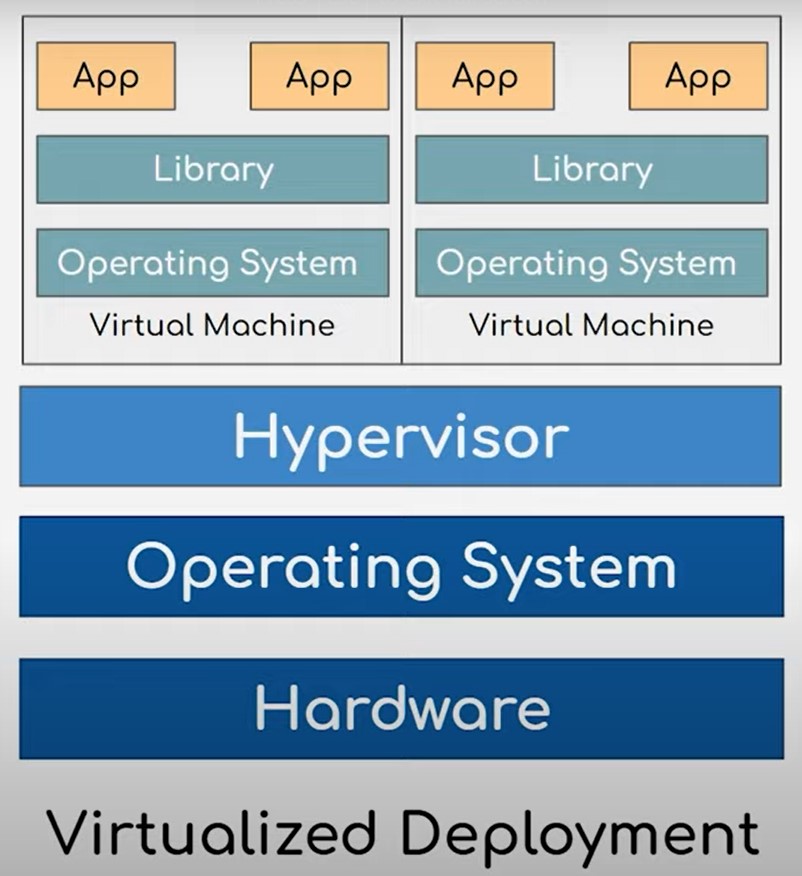 App App App App
Library Library
Operating System Operating System
Virtual Machine Virtual Machine
Hypervisor
Operating System
Hardware
Virtualized Deployment